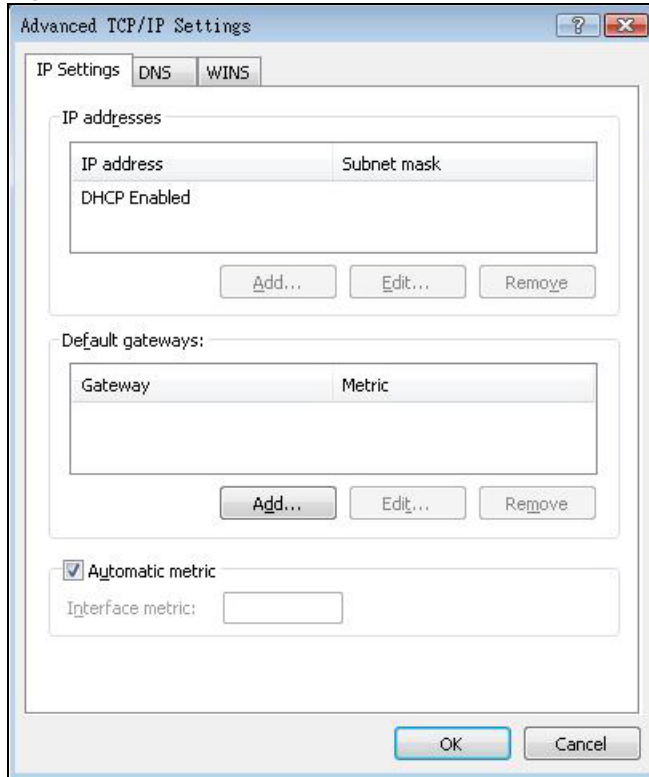 Advanced TCP/IP Settings
IP Settings DNS WINS
IP addresses
IP address Subnet mask
DHCP Enabled
Add... Edit... Remove
Default gateways:
Gateway Metric
Add... Edit... Remove
Automatic metric
Interface metric:
OK Cancel